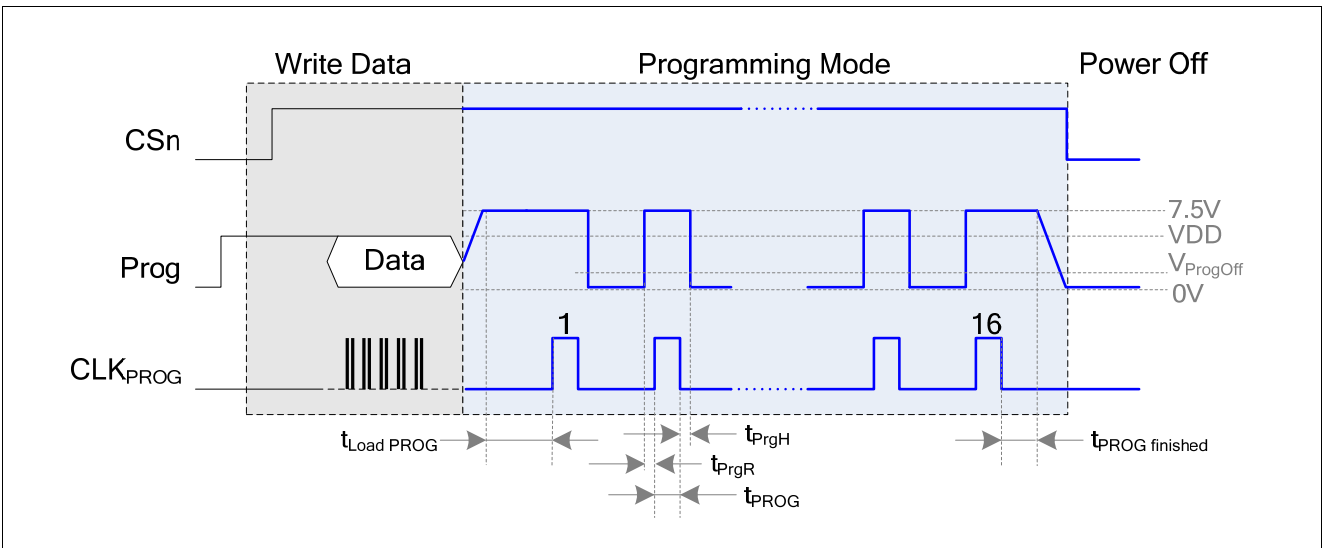 Write Data Programming Mode Power Off
CSn
7.5V
VDD
Prog Data
VProgOff
0V
1 16
CLKPROG
tLoad PROG tPrgH tPROG finished
tPrgR
tPROG